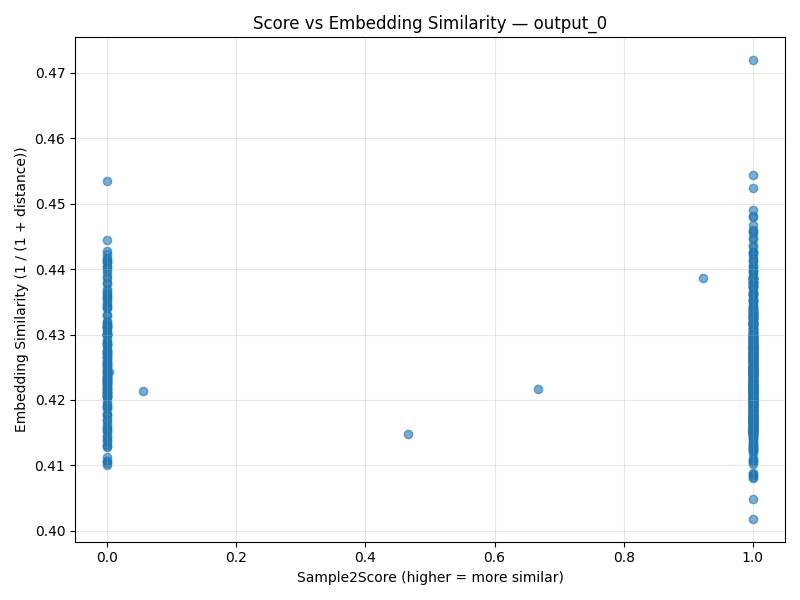 Score vs Embedding Similarity — output_0
Embedding Similarity (1 / (1 + distance))
0.47
0.46
0.45
0.44
0.43
0.42
0.41
0.40
0.0 0.2 0.4 0.6 0.8 1.0
Sample2Score (higher = more similar)